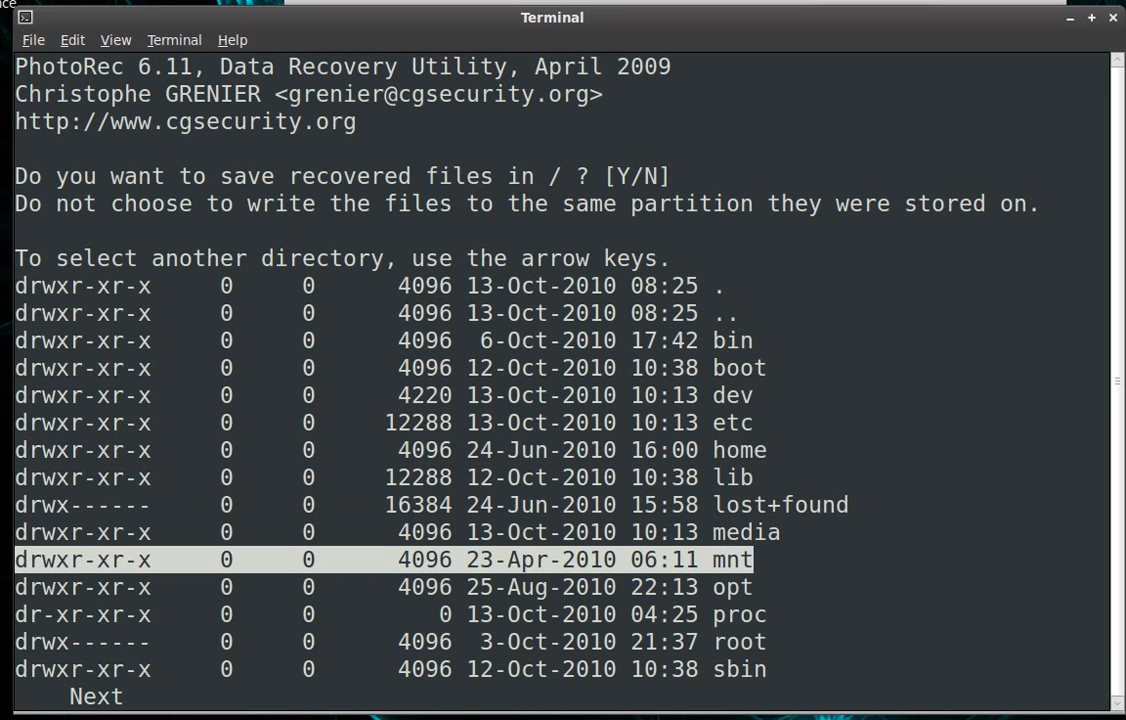 nce
Terminal
File Edit View Terminal Help
PhotoRec 6.11, Data Recovery Utility, April 2009
Christophe GRENIER <grenier@cgsecurity.org>
http://www.cgsecurity.org
Do you want to save recovered files in / ? [Y/N]
Do not choose to write the files to the same partition they were stored on.
To select another directory, use the arrow keys.
drwxr-xr-x 0 0 4096 13-Oct-2010 08:25 .
drwxr-xr-x 0 0 4096 13-Oct-2010 08:25 ..
drwxr-xr-x 0 0 4096 6-Oct-2010 17:42 bin
drwxr-xr-x 0 0 4096 12-Oct-2010 10:38 boot
drwxr-xr-x 0 0 4220 13-Oct-2010 10:13 dev
drwxr-xr-x 0 0 12288 13-Oct-2010 10:13 etc
drwxr-xr-x 0 0 4096 24-Jun-2010 16:00 home
drwxr-xr-x 0 0 12288 12-Oct-2010 10:38 lib
drwx------ 0 0 16384 24-Jun-2010 15:58 lost+found
drwxr-xr-x 0 0 4096 13-Oct-2010 10:13 media
drwxr-xr-x 0 0 4096 23-Apr-2010 06:11 mnt
drwxr-xr-x 0 0 4096 25-Aug-2010 22:13 opt
dr-xr-xr-x 0 0 0 13-Oct-2010 04:25 proc
drwx------ 0 0 4096 3-Oct-2010 21:37 root
drwxr-xr-x 0 0 4096 12-Oct-2010 10:38 sbin
Next